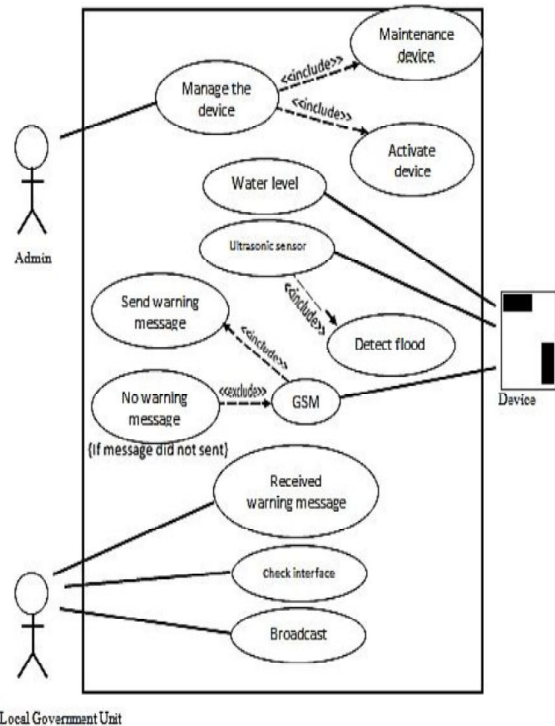 Maintenance
device
<<include>>
Manage the
device
<<include>>
Activate
device
Water level
Admin
Ultrasonic sensor
<<include>>
Send warning
message
<<include>>
Detect flood
No warning
message
<<exclude>>
GSM
Device
(If message did not sent)
Received
warning message
Check interface
Broadcast
Local Government Unit